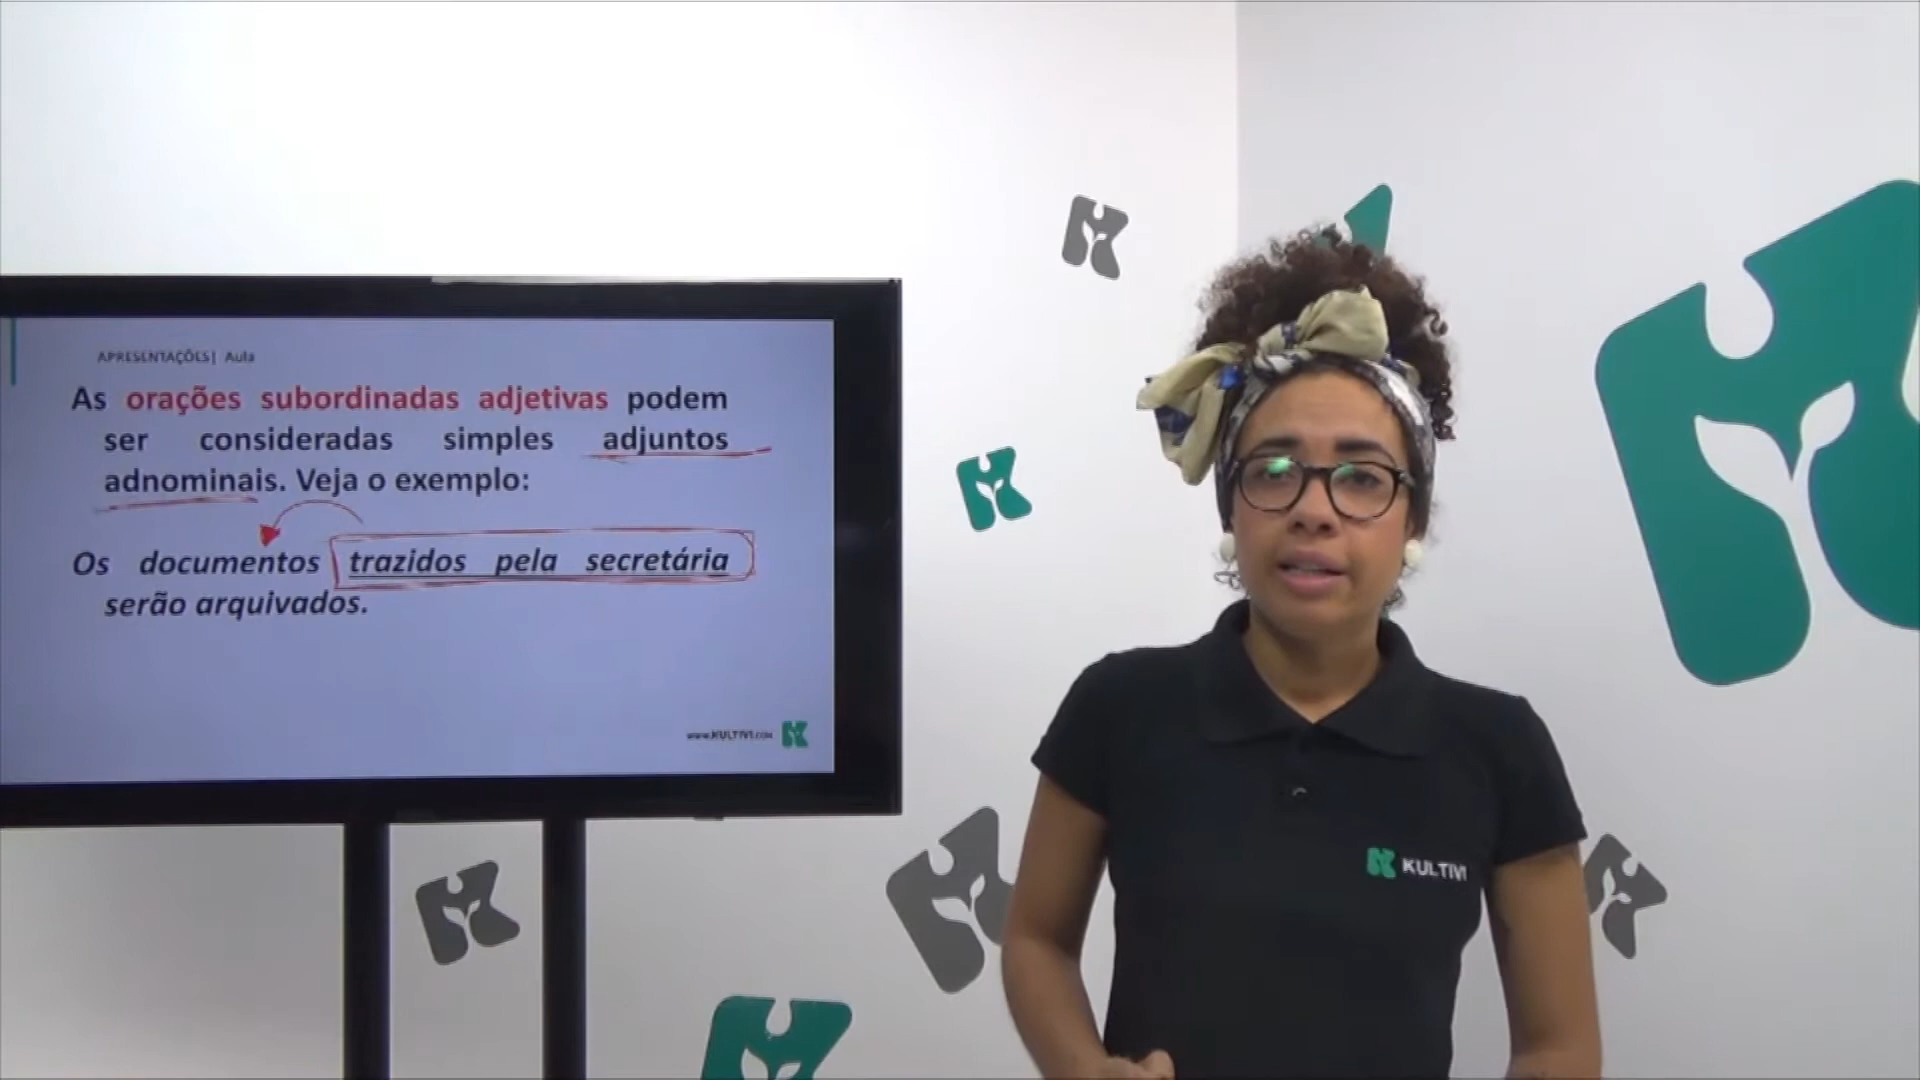 APRESENTAÇÕES| Aula
As orações subordinadas adjetivas podem
ser consideradas simples adjuntos
adnominais. Veja o exemplo:
Os documentos trazidos pela secretária
serão arquivados.
www.KULTIVI.com
KULTIVI